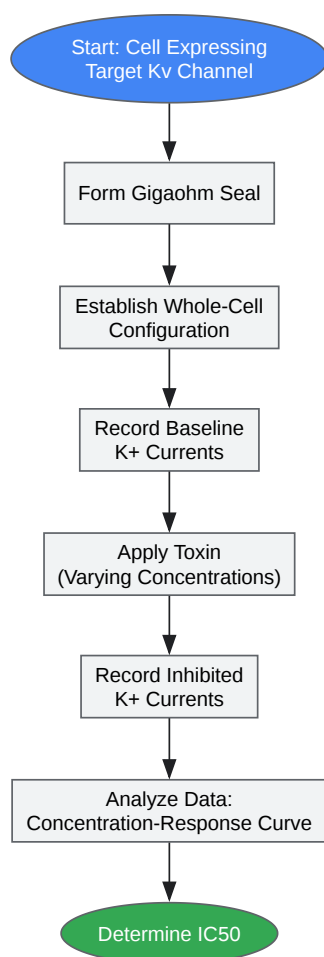 Start: Cell Expressing
Target Kv Channel
Form Gigaohm Seal
Establish Whole-Cell
Configuration
Record Baseline
K+ Currents
Apply Toxin
(Varying Concentrations)
Record Inhibited
K+ Currents
Analyze Data:
Concentration-Response Curve
Determine IC50